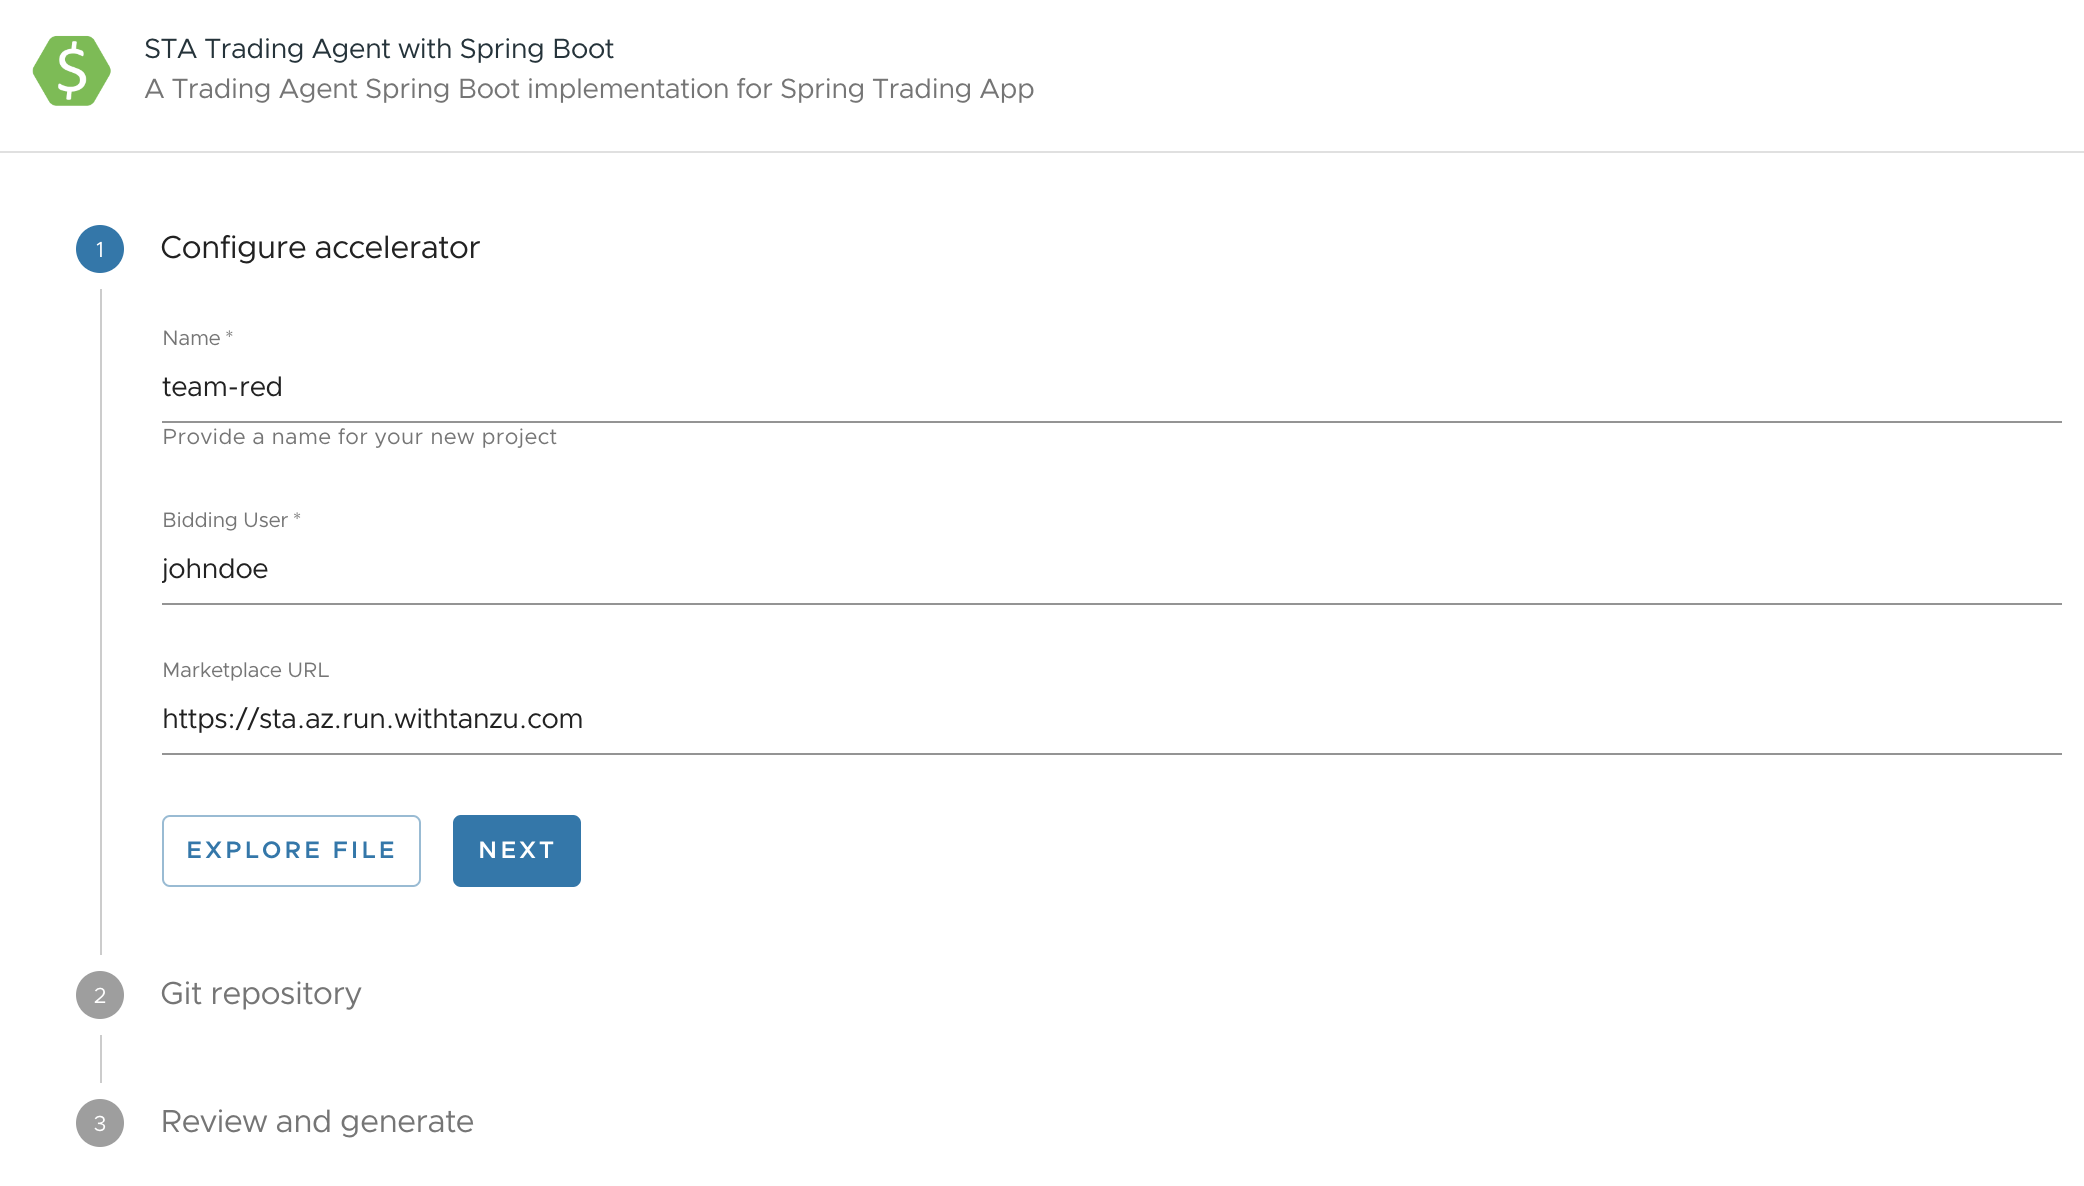 $
STA Trading Agent with Spring Boot
A Trading Agent Spring Boot implementation for Spring Trading App
1 Configure accelerator
Name *
team-red
Provide a name for your new project
Bidding User *
johndoe
Marketplace URL
https://sta.az.run.withtanzu.com
EXPLORE FILE NEXT
2 Git repository
3 Review and generate